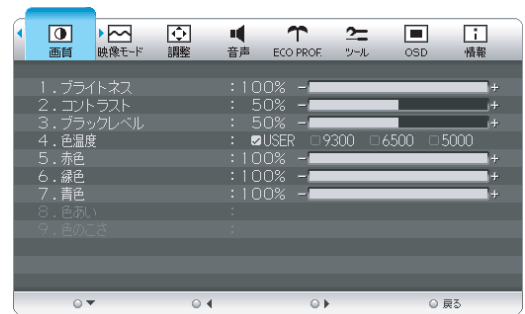 画質 映像モード 調整 音声 ECO PROF. ツール OSD 情報
1.ブライトネス :100% - +
2.コントラスト : 50% - +
3.ブラックレベル : 50% - +
4.色温度 : ☑USER □9300 □6500 □5000
5.赤色 :100% - +
6.緑色 :100% - +
7.青色 :100% - +
8.色あい :
9.色のこさ :
戻る